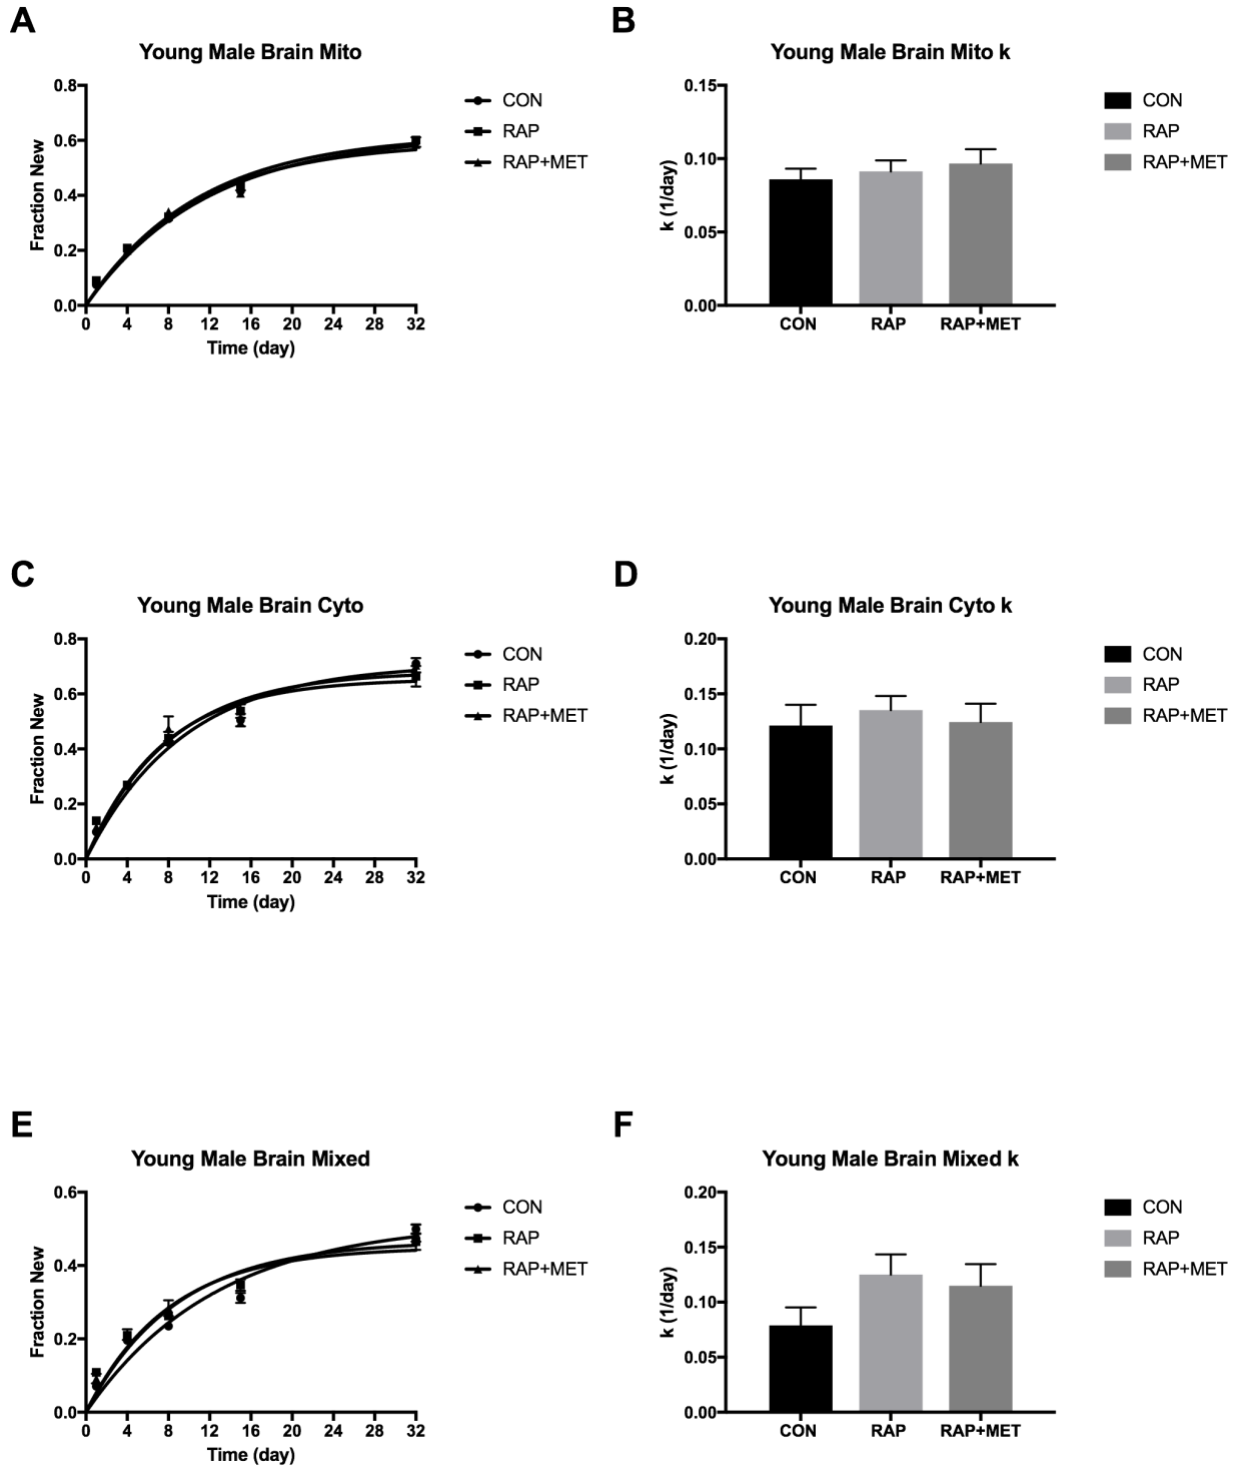 A
Young Male Brain Mito
Fraction New
0.8
0.6
0.4
0.2
0.0
0 4 8 12 16 20 24 28 32
Time (day)
CON
RAP
RAP+MET
B
Young Male Brain Mito k
k (1/day)
0.15
0.10
0.05
0.00
CON RAP RAP+MET
CON
RAP
RAP+MET
C
Young Male Brain Cyto
Fraction New
0.8
0.6
0.4
0.2
0.0
0 4 8 12 16 20 24 28 32
Time (day)
CON
RAP
RAP+MET
D
Young Male Brain Cyto k
k (1/day)
0.20
0.15
0.10
0.05
0.00
CON RAP RAP+MET
CON
RAP
RAP+MET
E
Young Male Brain Mixed
Fraction New
0.6
0.4
0.2
0.0
0 4 8 12 16 20 24 28 32
Time (day)
CON
RAP
RAP+MET
F
Young Male Brain Mixed k
k (1/day)
0.20
0.15
0.10
0.05
0.00
CON RAP RAP+MET
CON
RAP
RAP+MET